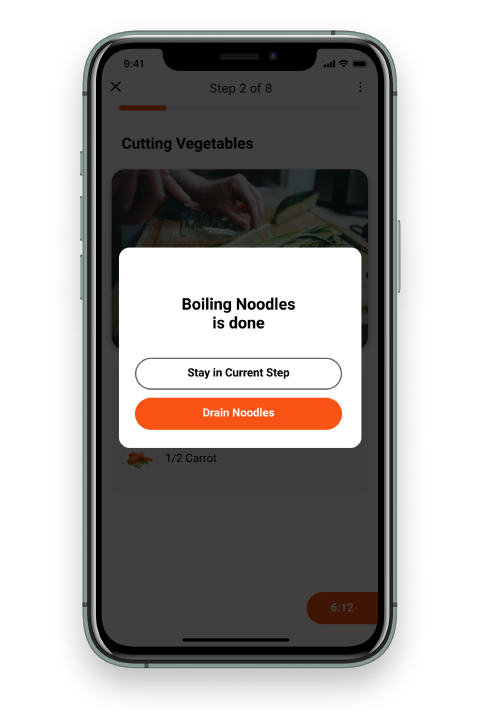 9:41
Step 2 of 8
Cutting Vegetables
Boiling Noodles
is done
Stay in Current Step
Drain Noodles
1/2 Carrot
6:12